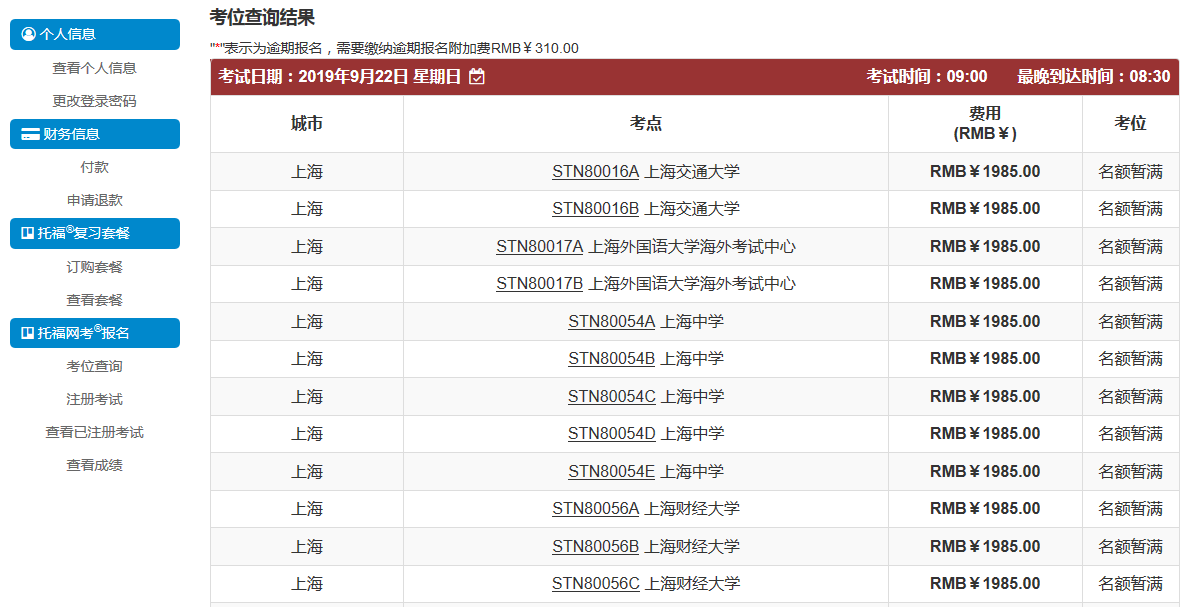 个人信息
查看个人信息
更改登录密码
财务信息
付款
申请退款
托福®复习套餐
订购套餐
查看套餐
托福网考®报名
考位查询
注册考试
查看已注册考试
查看成绩
考位查询结果
"*"表示为逾期报名，需要缴纳逾期报名附加费RMB￥310.00
考试日期：2019年9月22日 星期日 考试时间：09:00 最晚到达时间：08:30
城市 考点 费用 (RMB￥) 考位
上海 STN80016A 上海交通大学 RMB￥1985.00 名额暂满
上海 STN80016B 上海交通大学 RMB￥1985.00 名额暂满
上海 STN80017A 上海外国语大学海外考试中心 RMB￥1985.00 名额暂满
上海 STN80017B 上海外国语大学海外考试中心 RMB￥1985.00 名额暂满
上海 STN80054A 上海中学 RMB￥1985.00 名额暂满
上海 STN80054B 上海中学 RMB￥1985.00 名额暂满
上海 STN80054C 上海中学 RMB￥1985.00 名额暂满
上海 STN80054D 上海中学 RMB￥1985.00 名额暂满
上海 STN80054E 上海中学 RMB￥1985.00 名额暂满
上海 STN80056A 上海财经大学 RMB￥1985.00 名额暂满
上海 STN80056B 上海财经大学 RMB￥1985.00 名额暂满
上海 STN80056C 上海财经大学 RMB￥1985.00 名额暂满